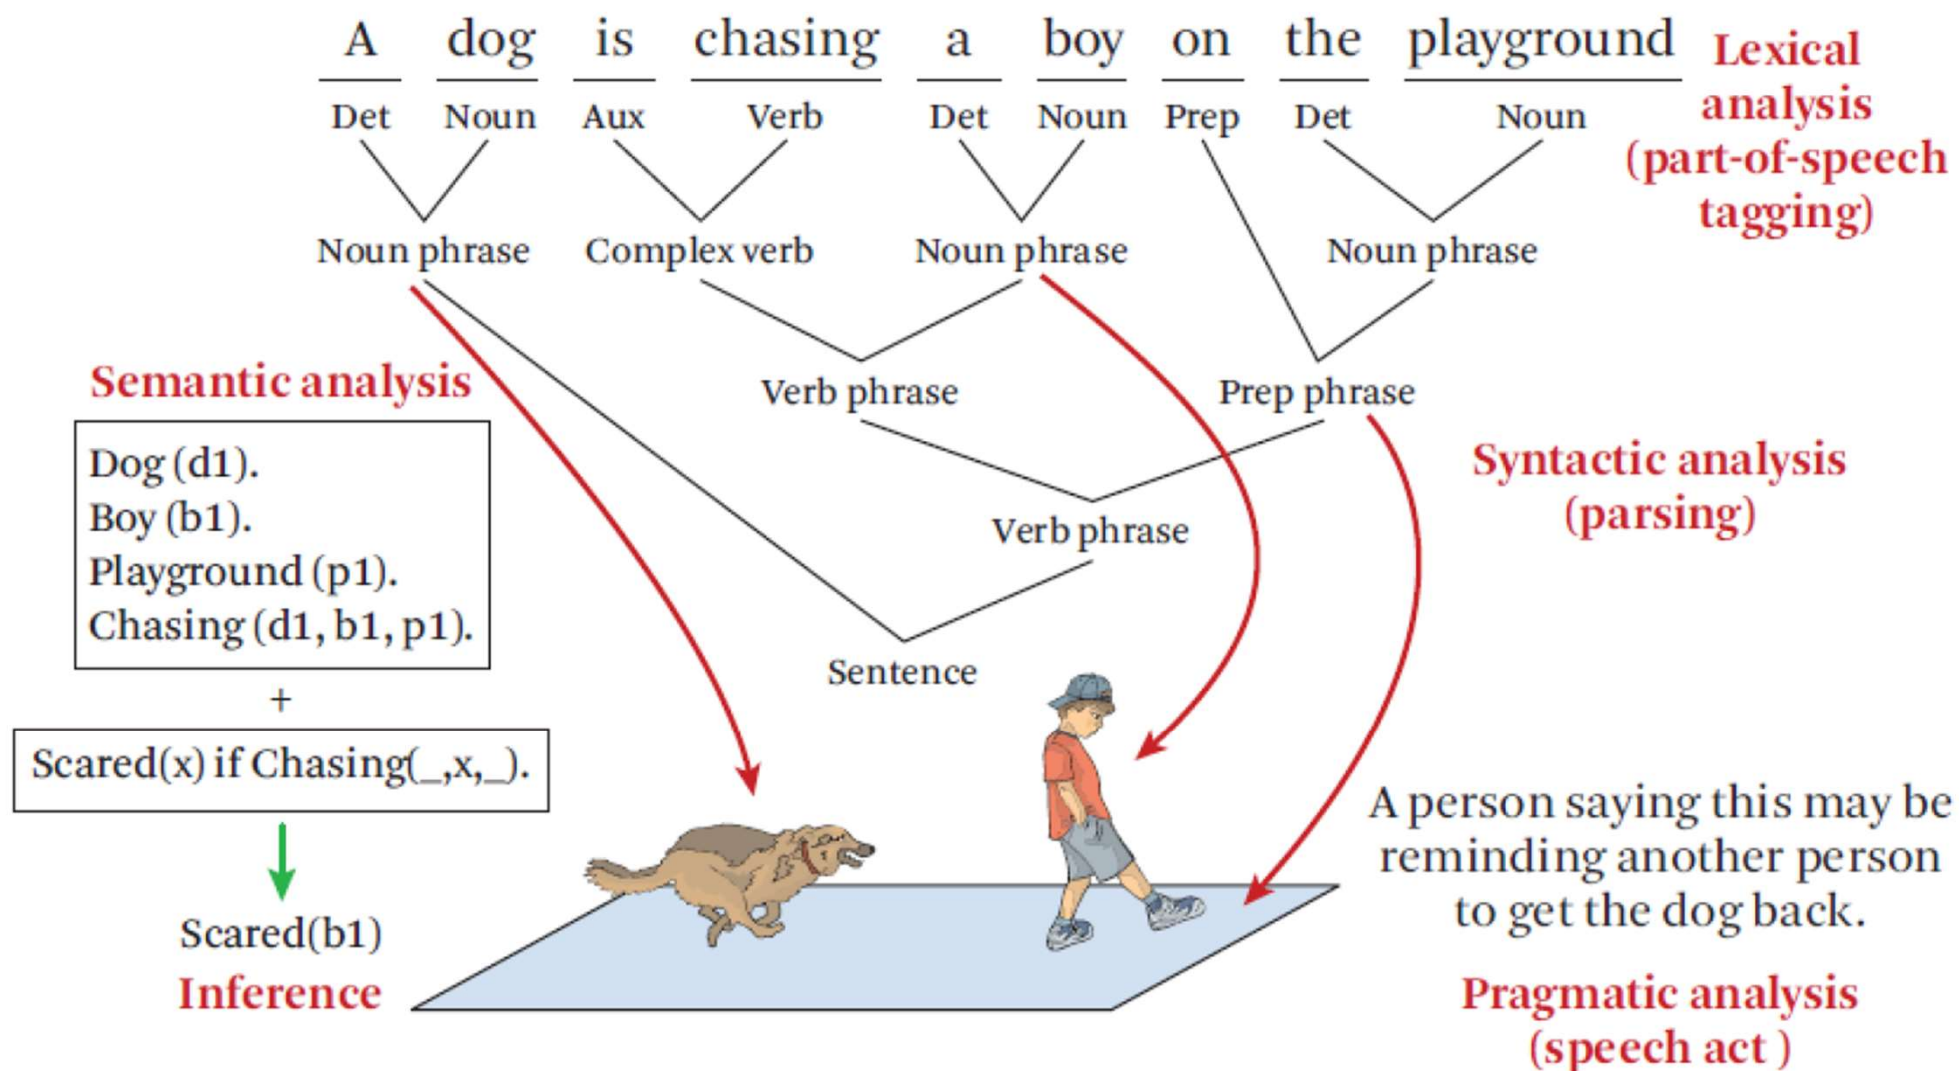 A dog is chasing a boy on the playground
Det Noun Aux Verb Det Noun Prep Det Noun
Lexical
analysis
(part-of-speech
tagging)
Noun phrase Complex verb Noun phrase Noun phrase
Semantic analysis
Verb phrase Prep phrase
Dog (d1).
Boy (b1).
Playground (p1).
Chasing (d1, b1, p1).
Syntactic analysis
(parsing)
Verb phrase
Sentence
+
Scared(x) if Chasing(_,x,_).
Scared(b1)
Inference
A person saying this may be
reminding another person
to get the dog back.
Pragmatic analysis
(speech act )